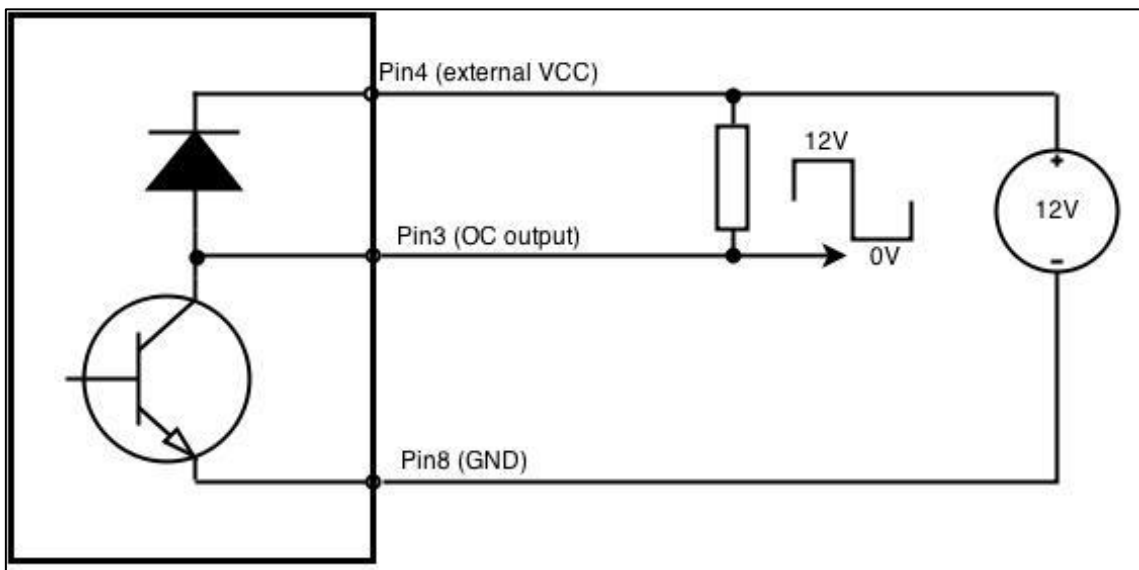 Pin4 (external VCC)
12V
+
12V
-
Pin3 (OC output)
0V
Pin8 (GND)